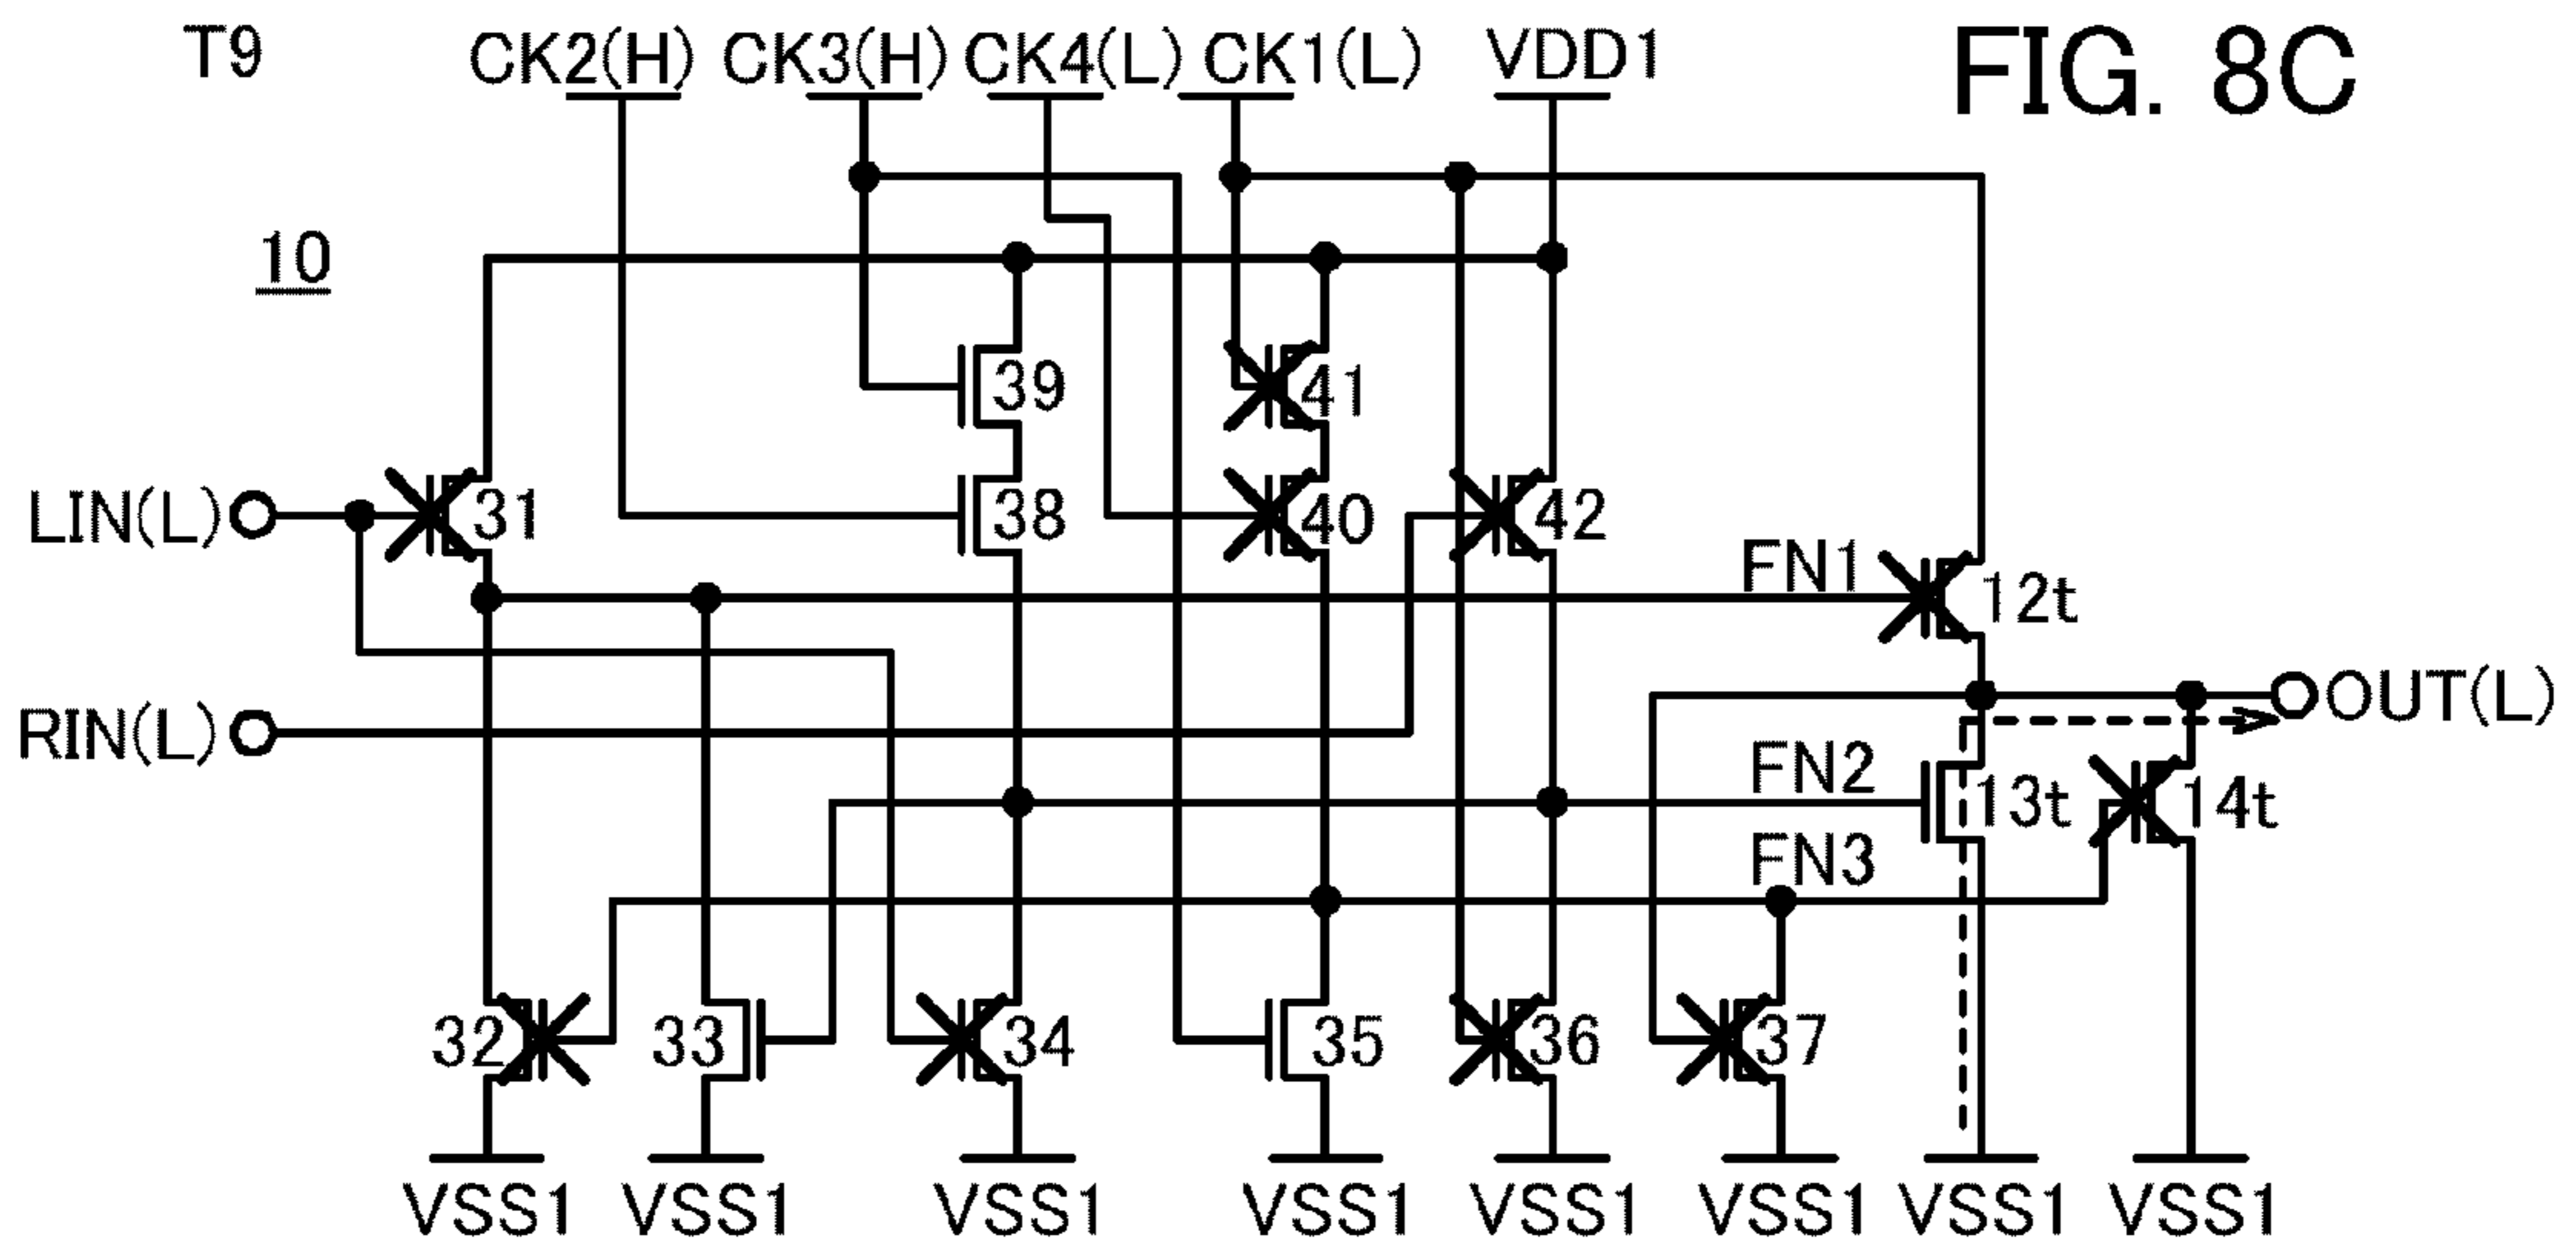 T9 CK2(H) CK3(H) CK4(L) CK1(L) VDD1 FIG. 8C
10
39 41
LIN(L) 31 38 40 42
FN1 12t
OUT(L)
RIN(L)
FN2 13t 14t
FN3
32 33 34 35 36 37
VSS1 VSS1 VSS1 VSS1 VSS1 VSS1 VSS1 VSS1